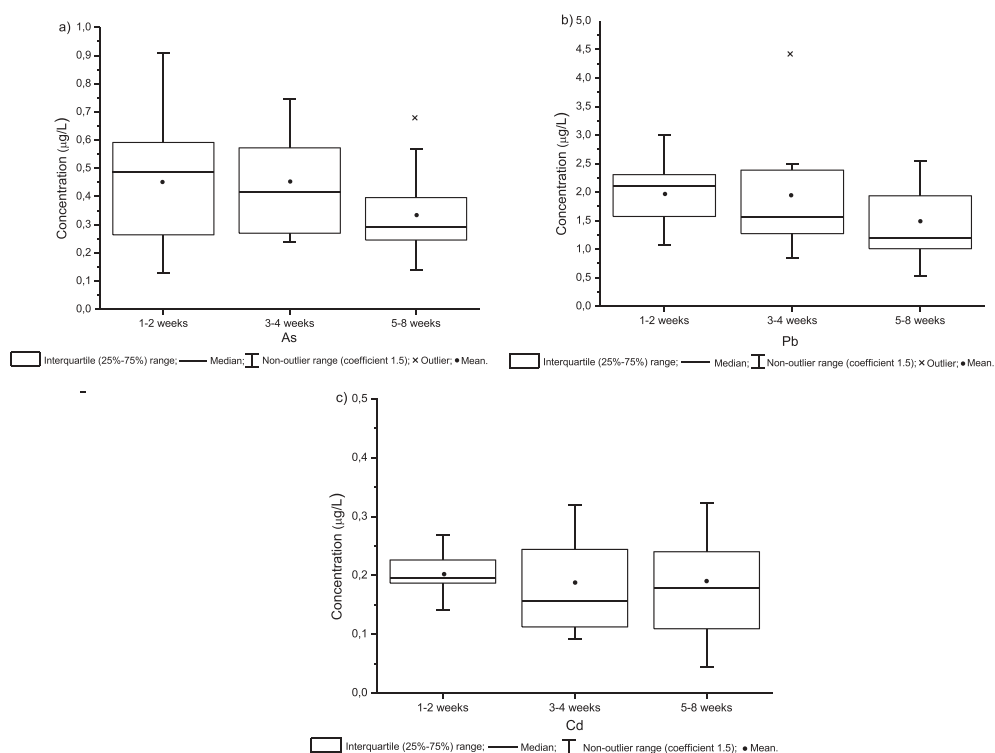 a)
1,0
0,9
0,8
0,7
0,6
0,5
0,4
0,3
0,2
0,1
0,0
Concentration (µg/L)
1-2 weeks 3-4 weeks 5-8 weeks
As
Interquartile (25%-75%) range; Median; Non-outlier range (coefficient 1.5); × Outlier; • Mean.
b)
5,0
4,5
4,0
3,5
3,0
2,5
2,0
1,5
1,0
0,5
0,0
Concentration (µg/L)
1-2 weeks 3-4 weeks 5-8 weeks
Pb
Interquartile (25%-75%) range; Median; Non-outlier range (coefficient 1.5); × Outlier; • Mean.
c)
0,5
0,4
0,3
0,2
0,1
0,0
Concentration (µg/L)
1-2 weeks 3-4 weeks 5-8 weeks
Cd
Interquartile (25%-75%) range; Median; Non-outlier range (coefficient 1.5); • Mean.